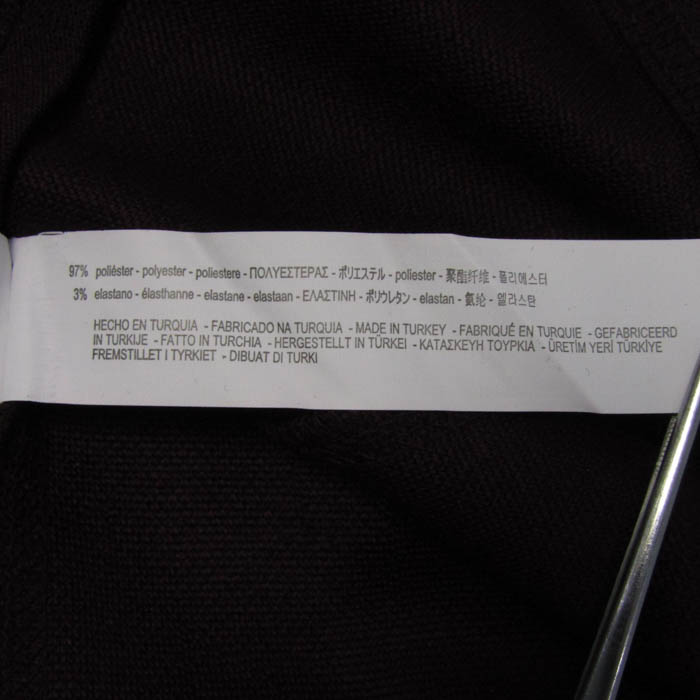 97% poliéster - polyester - poliestere - ΠΟΛΥΕΣΤΕΡΑΣ - ポリエステル - poliester - 聚酯纤维 - 폴리에스터
3% elastano - élasthanne - elastane - elastaan - ΕΛΑΣΤΙΝΗ - ポリウレタン - elastan - 氨纶 - 엘라스탄
HECHO EN TURQUIA - FABRICADO NA TURQUIA - MADE IN TURKEY - FABRIQUÉ EN TURQUIE - GEFABRICEERD
IN TURKIJE - FATTO IN TURCHIA - HERGESTELLT IN TÜRKEI - ΚΑΤΑΣΚΕΥΗ ΤΟΥΡΚΙΑ - ÜRETİM YERİ TÜRKİYE
FREMSTILLET I TYRKIET - DIBUAT DI TURKI